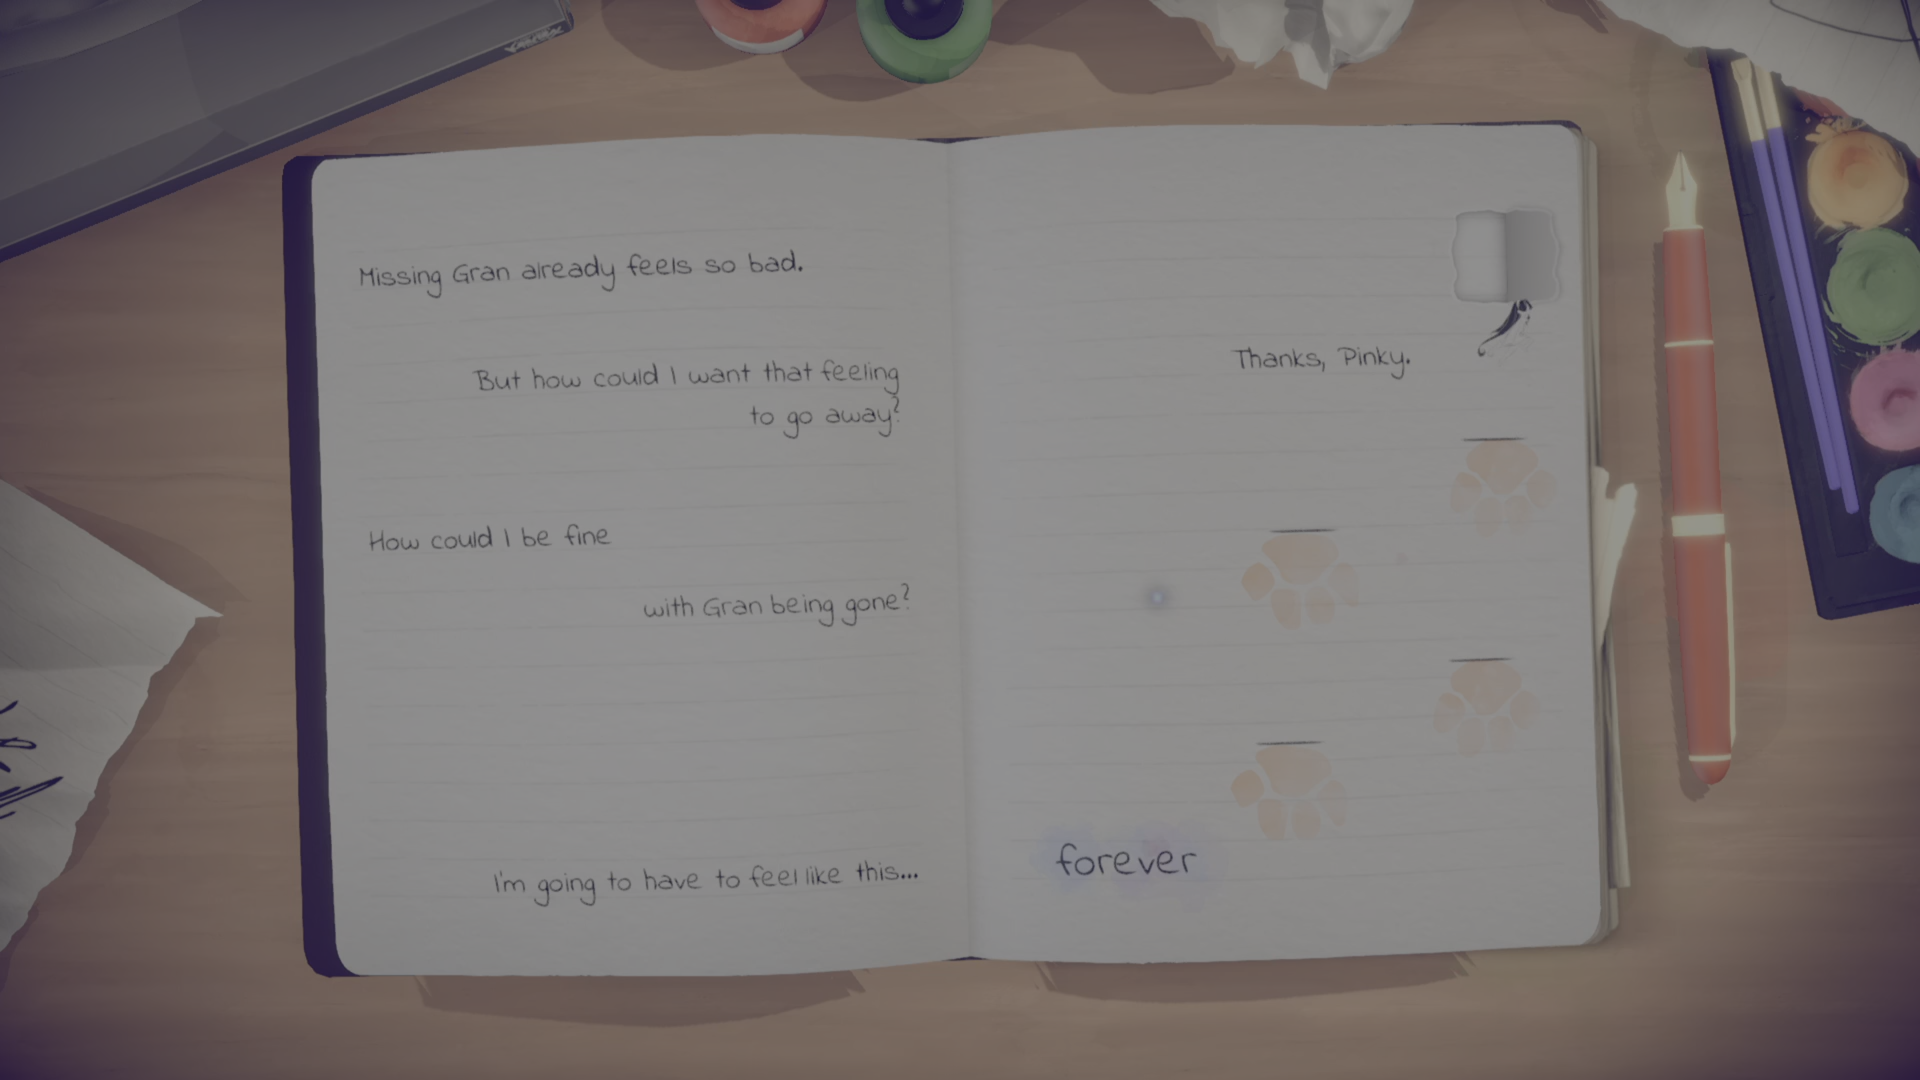 Missing Gran already feels so bad.
But how could I want that feeling
to go away?
How could I be fine
with Gran being gone?
I'm going to have to feel like this...
Thanks, Pinky.
forever